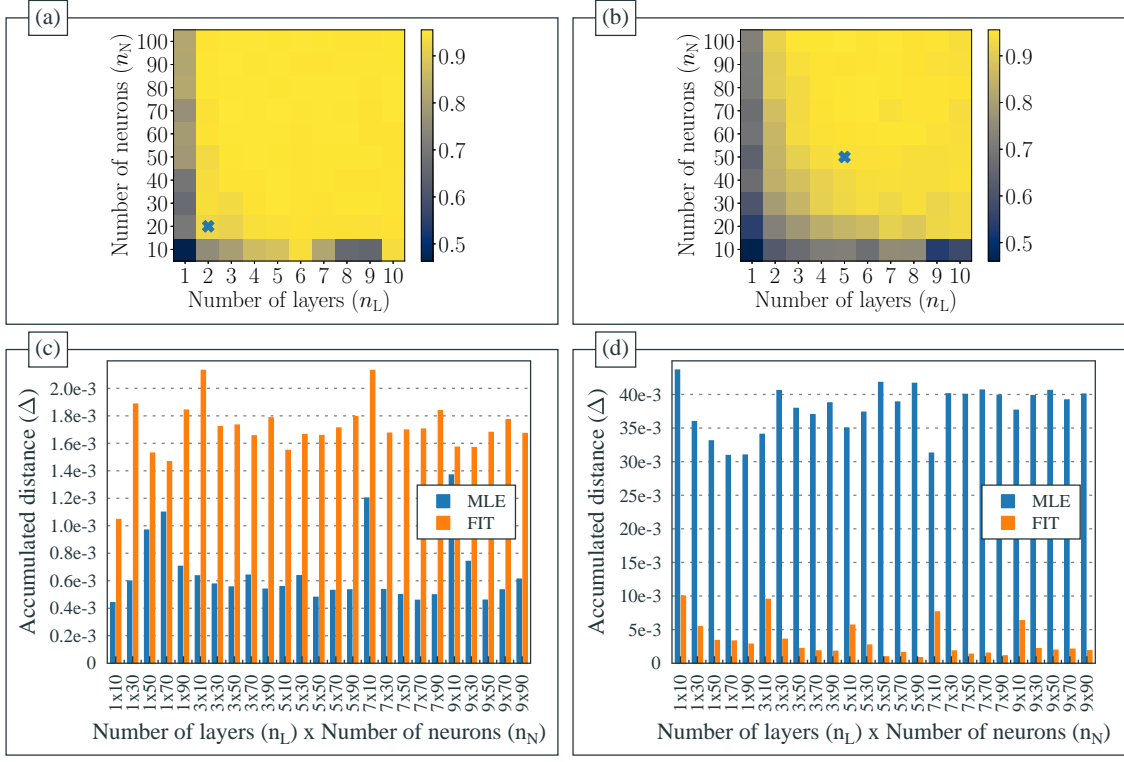 (a)
Number of neurons (nN)
100
90
80
70
60
50
40
30
20
10
1 2 3 4 5 6 7 8 9 10
Number of layers (nL)
0.9
0.8
0.7
0.6
0.5
(b)
Number of neurons (nN)
100
90
80
70
60
50
40
30
20
10
1 2 3 4 5 6 7 8 9 10
Number of layers (nL)
0.9
0.8
0.7
0.6
0.5
(c)
Accumulated distance (Δ)
2.0e-3
1.8e-3
1.6e-3
1.4e-3
1.2e-3
1.0e-3
0.8e-3
0.6e-3
0.4e-3
0.2e-3
0
MLE
FIT
1x10 1x30 1x50 1x70 1x90 3x10 3x30 3x50 3x70 3x90 5x10 5x30 5x50 5x70 5x90 7x10 7x30 7x50 7x70 7x90 9x10 9x30 9x50 9x70 9x90
Number of layers (nL) x Number of neurons (nN)
(d)
Accumulated distance (Δ)
40e-3
35e-3
30e-3
25e-3
20e-3
15e-3
10e-3
5e-3
0
MLE
FIT
1x10 1x30 1x50 1x70 1x90 3x10 3x30 3x50 3x70 3x90 5x10 5x30 5x50 5x70 5x90 7x10 7x30 7x50 7x70 7x90 9x10 9x30 9x50 9x70 9x90
Number of layers (nL) x Number of neurons (nN)